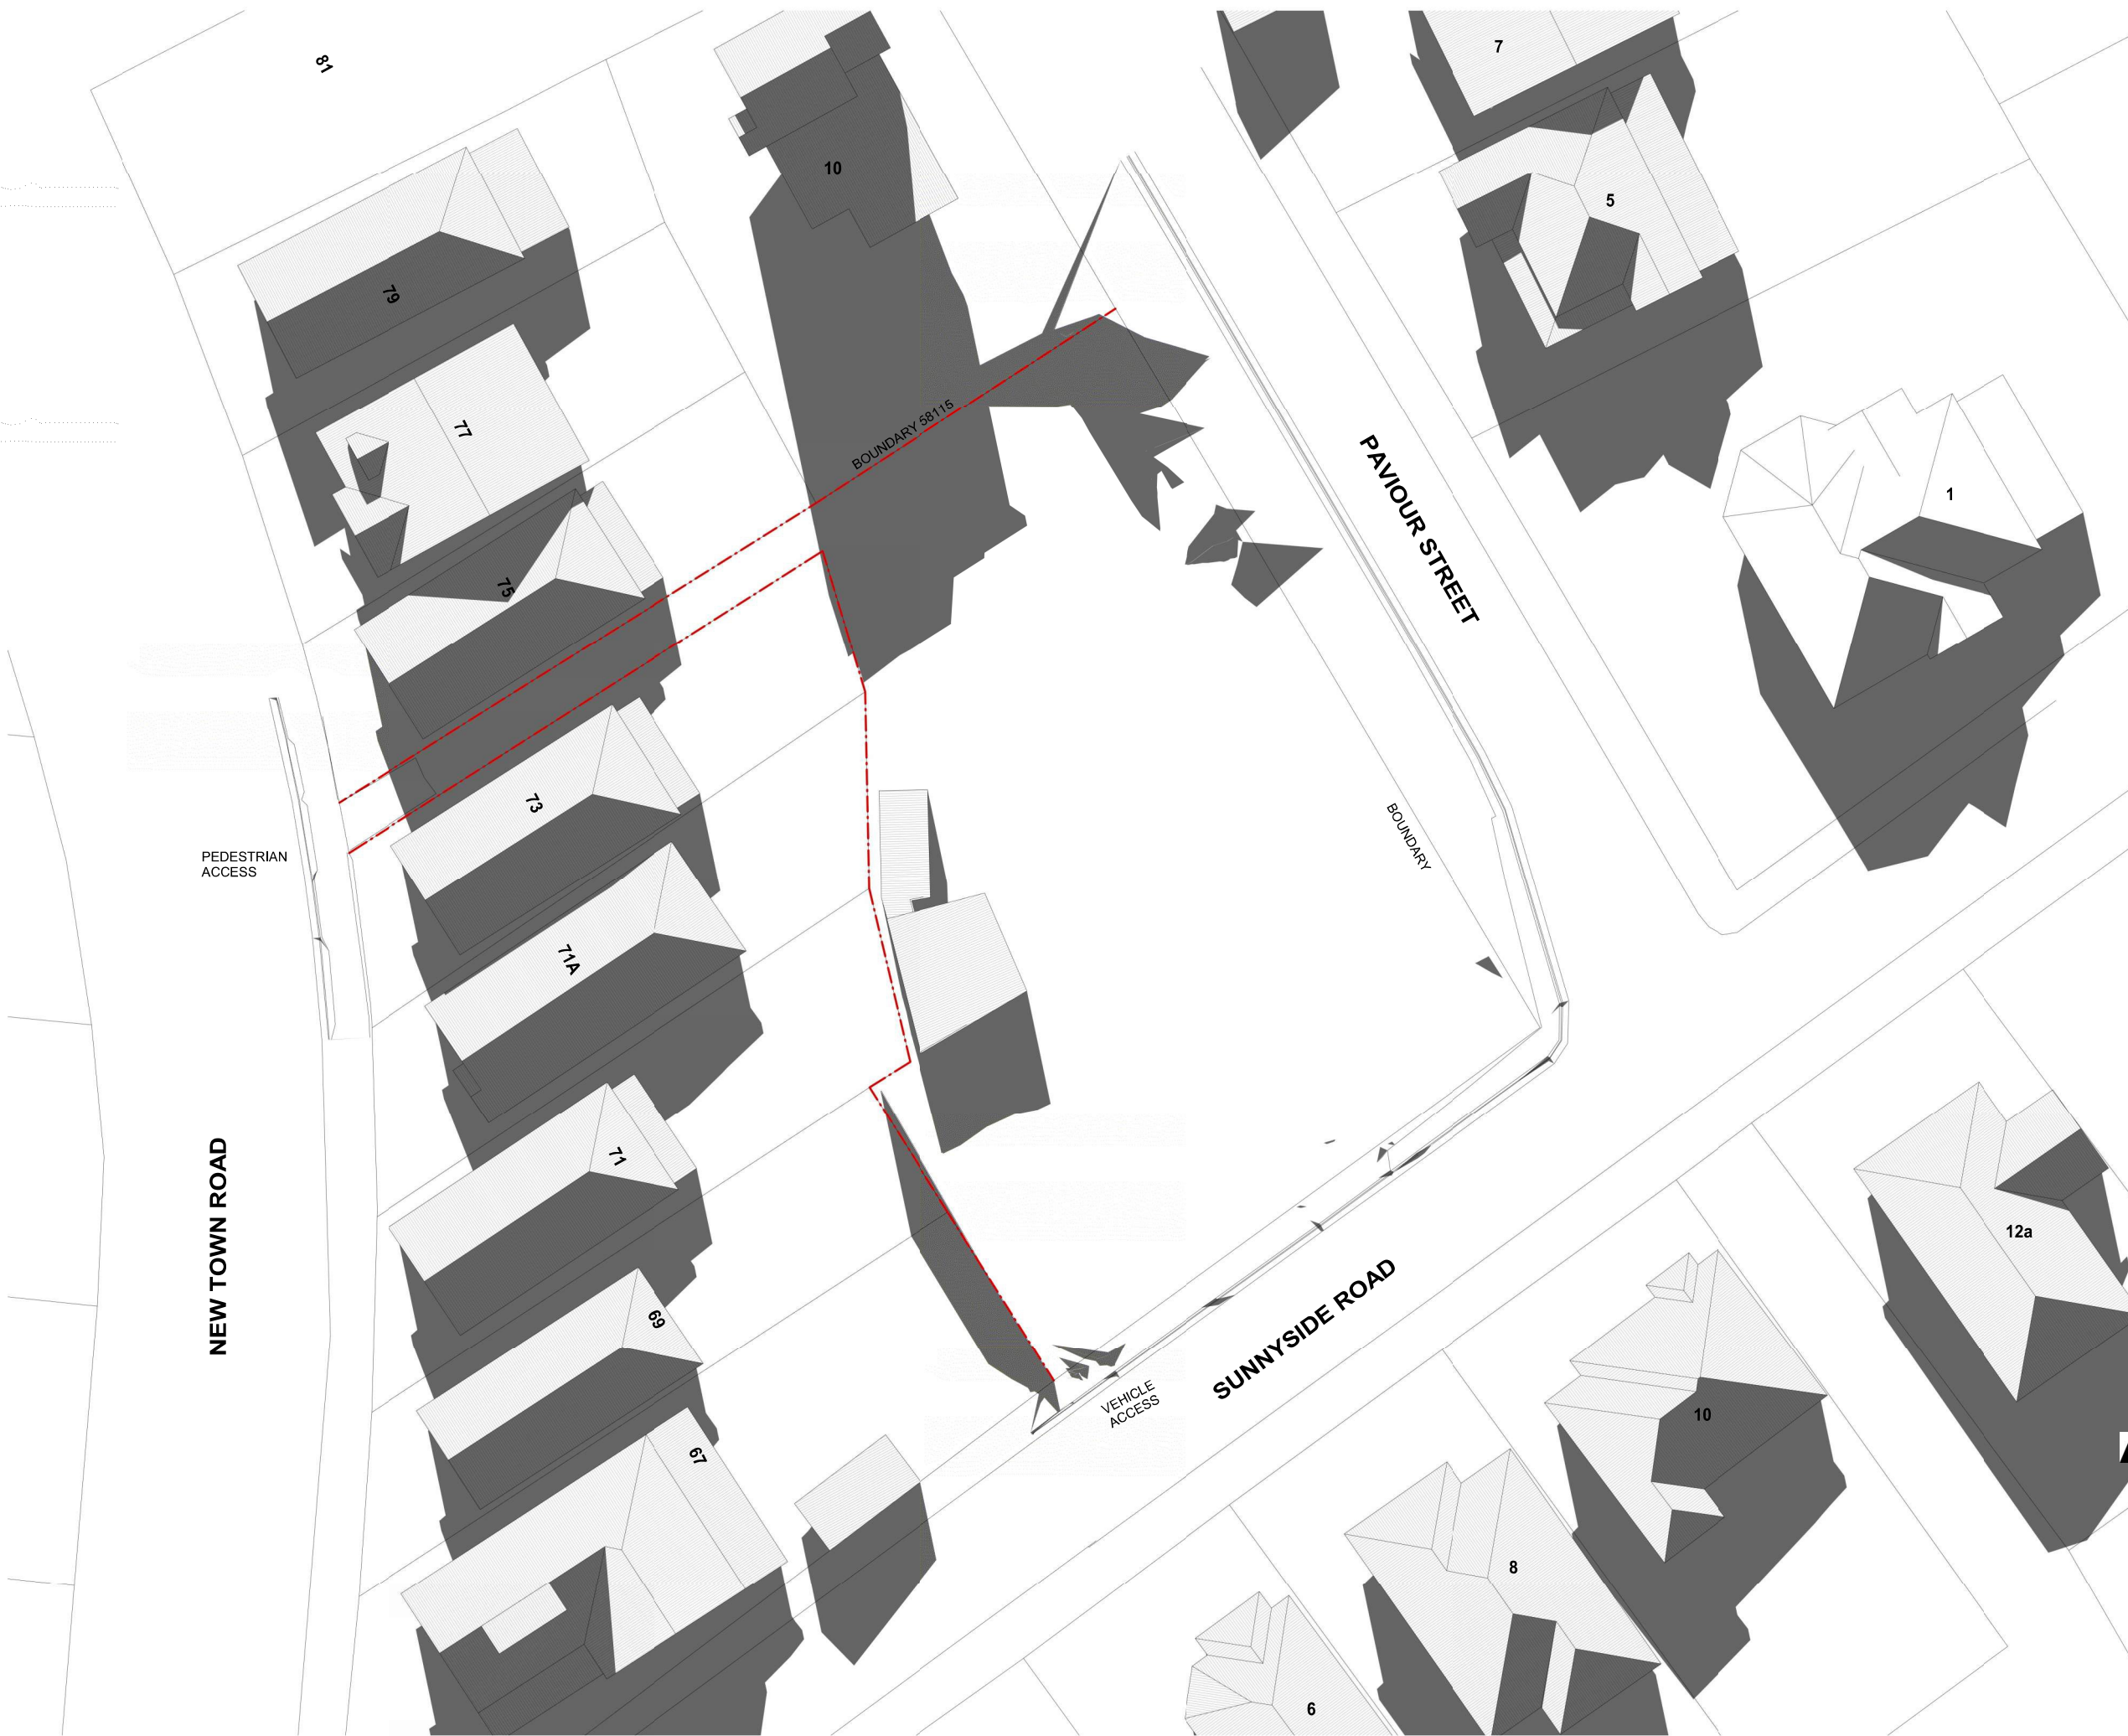 81
7
10
5
79
77
BOUNDARY 58115
PAVIOUR STREET
1
75
73
BOUNDARY
PEDESTRIAN
ACCESS
71A
NEW TOWN ROAD
71
12a
69
SUNNYSIDE ROAD
VEHICLE
ACCESS
10
67
8
6